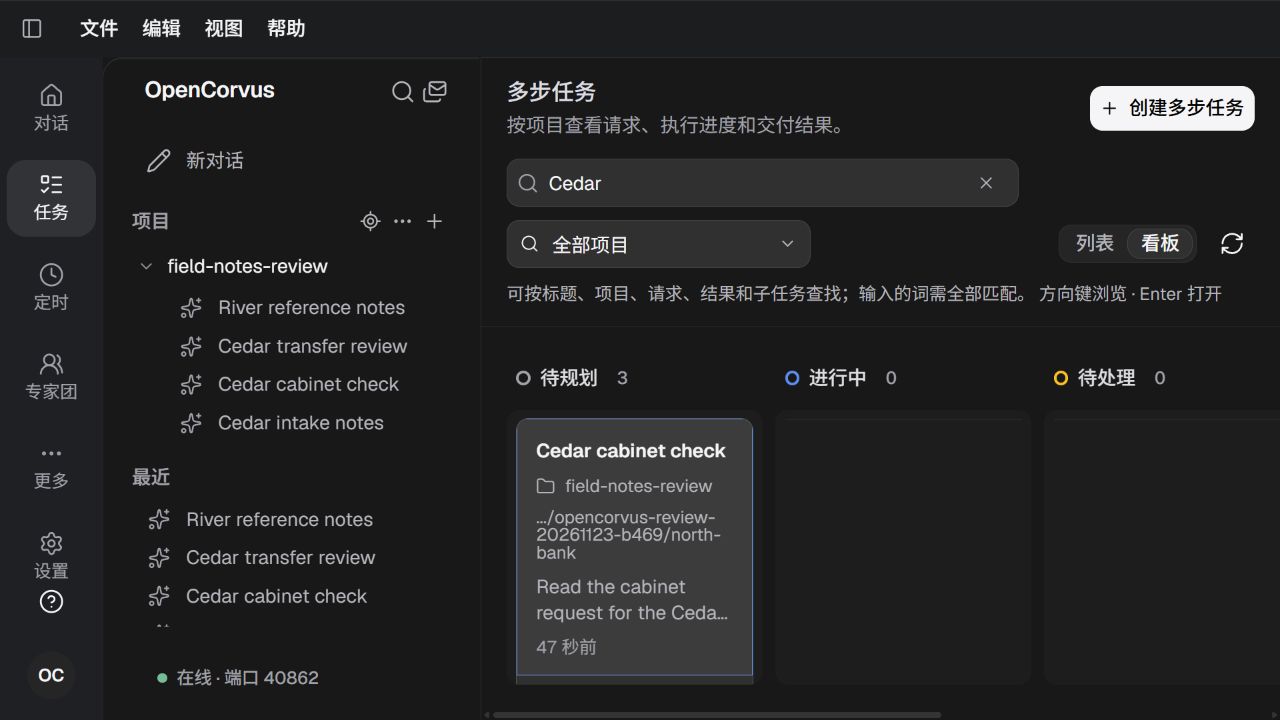 文件 编辑 视图 帮助
对话
任务
定时
专家团
更多
设置
OC
OpenCorvus
新对话
项目
field-notes-review
River reference notes
Cedar transfer review
Cedar cabinet check
Cedar intake notes
最近
River reference notes
Cedar transfer review
Cedar cabinet check
在线 · 端口 40862
多步任务
按项目查看请求、执行进度和交付结果。
+ 创建多步任务
Cedar
全部项目
列表 看板
可按标题、项目、请求、结果和子任务查找；输入的词需全部匹配。 方向键浏览 · Enter 打开
待规划 3
进行中 0
待处理 0
Cedar cabinet check
field-notes-review
.../opencorvus-review-
20261123-b469/north-
bank
Read the cabinet
request for the Ceda...
47 秒前